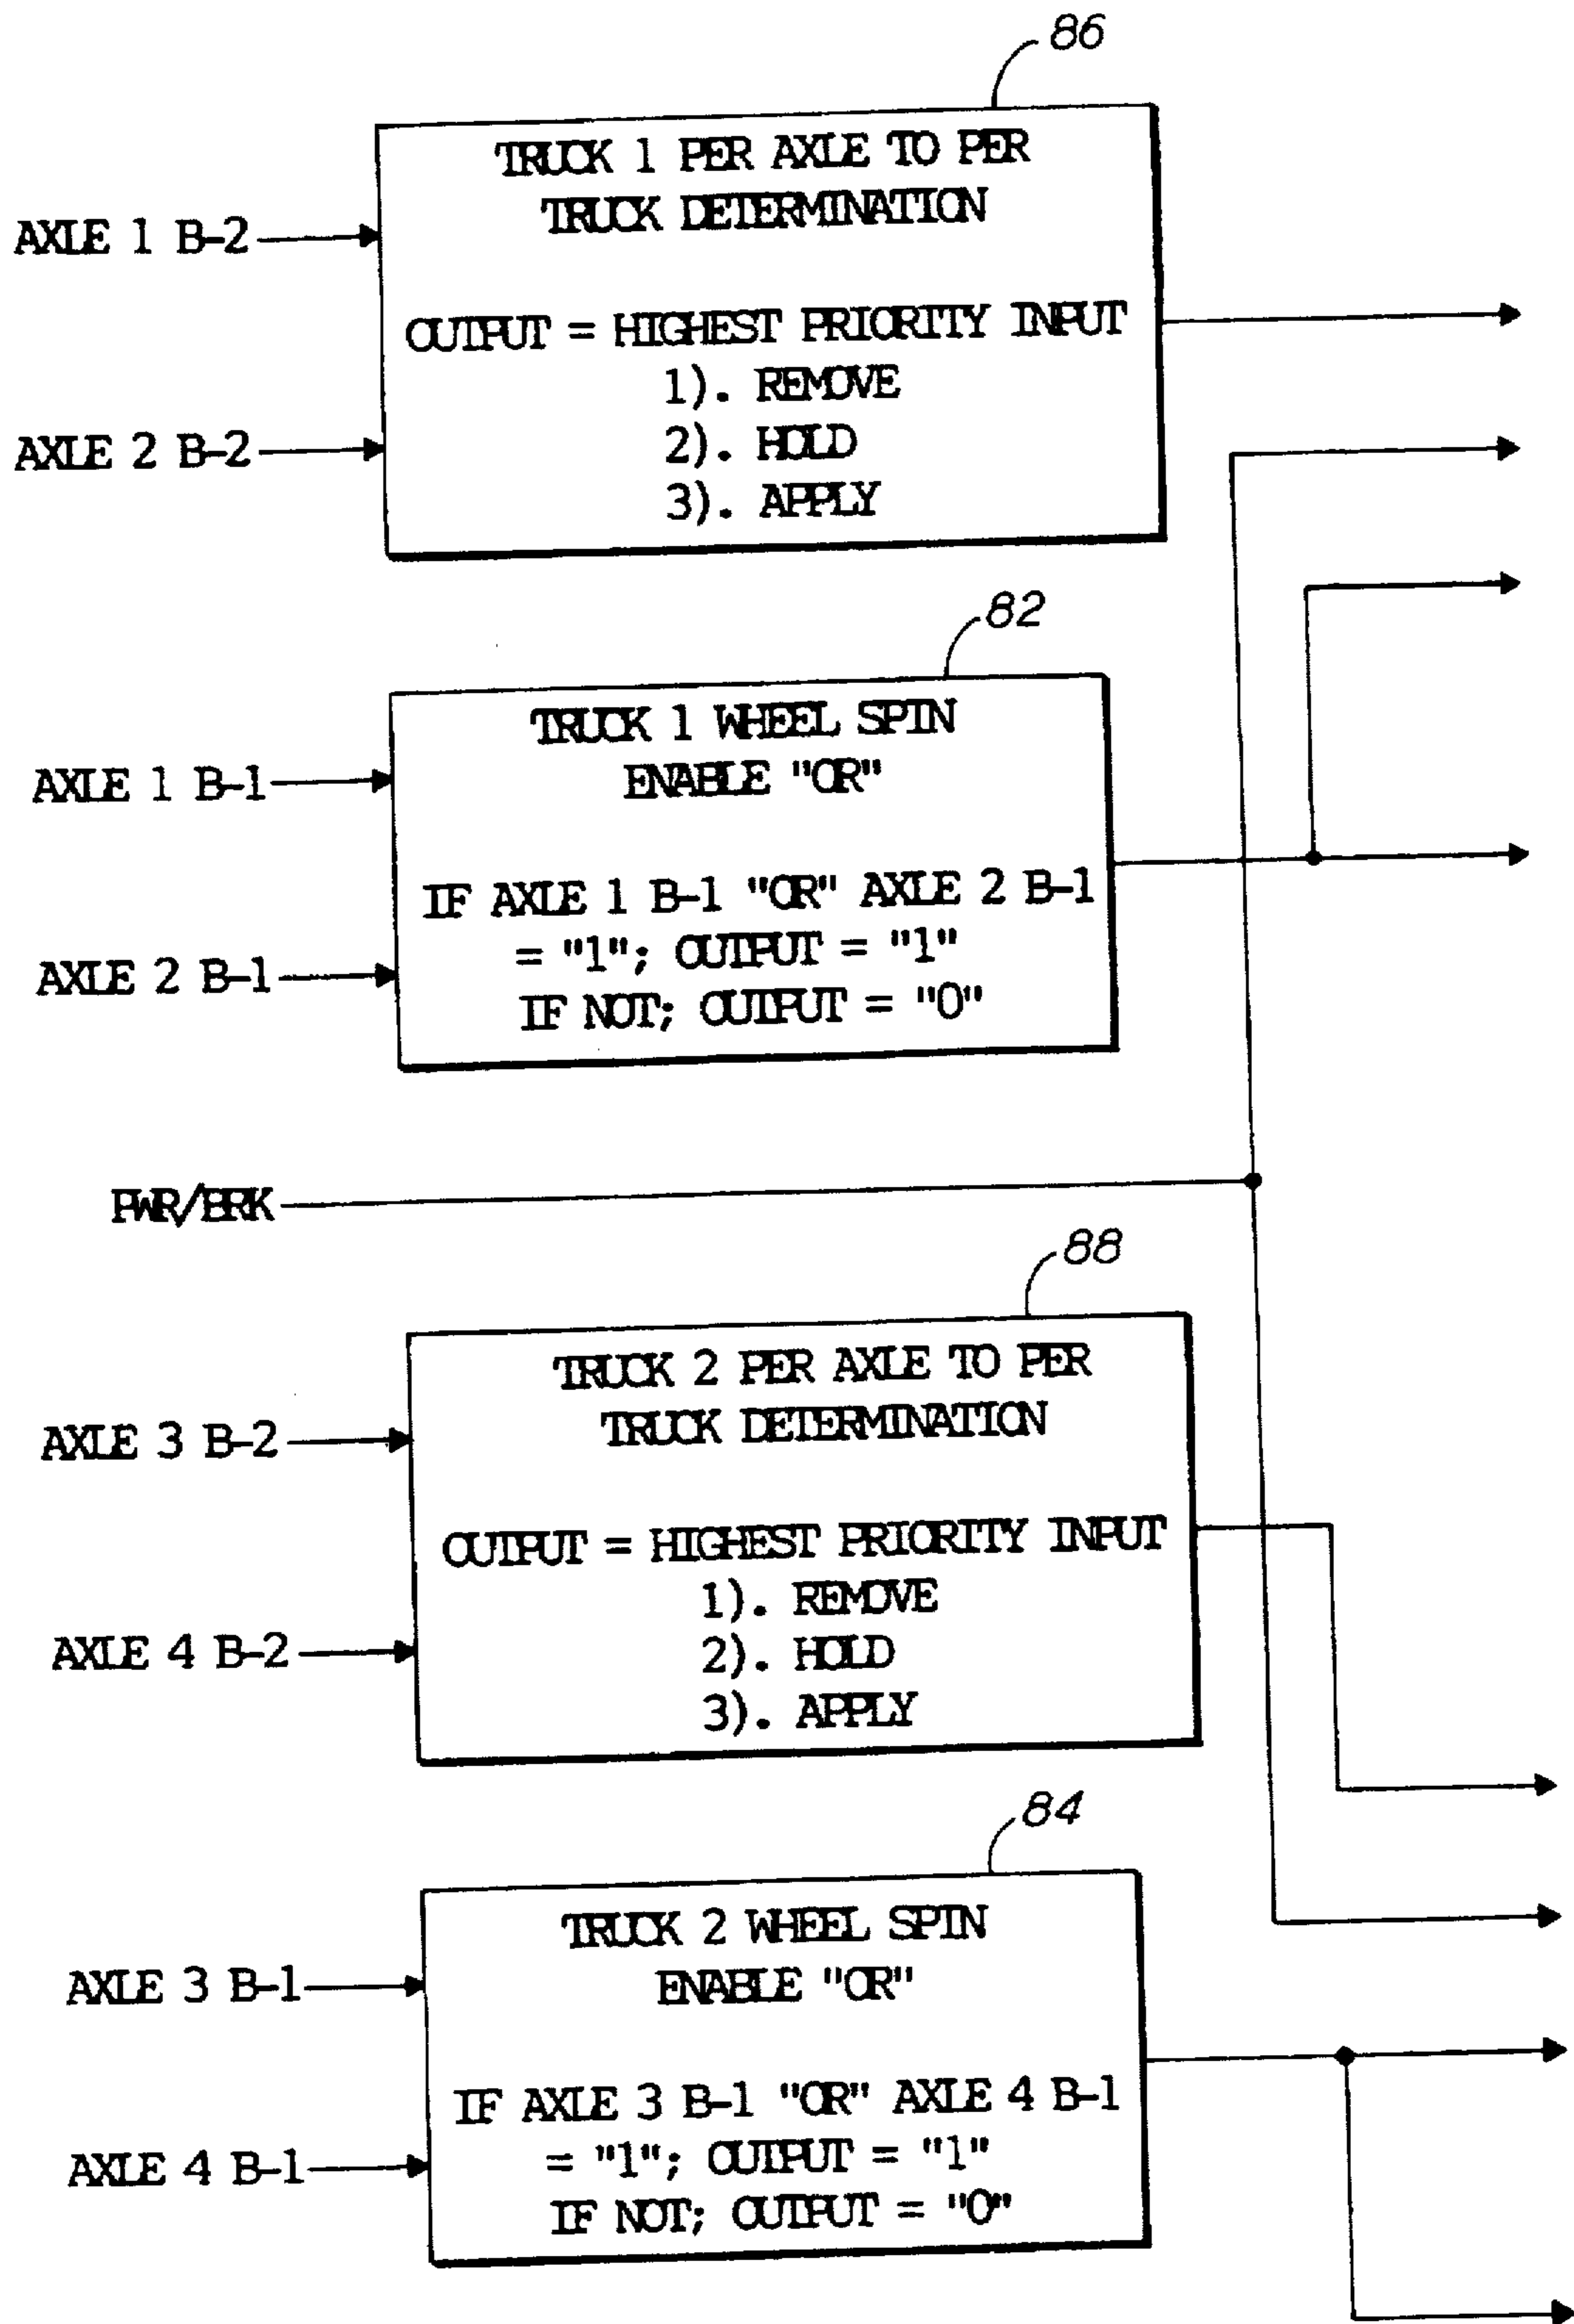 86
TRUCK 1 PER AXLE TO PER
TRUCK DETERMINATION
AXLE 1 B-2
OUTPUT = HIGHEST PRIORITY INPUT
1). REMOVE
AXLE 2 B-2
2). HOLD
3). APPLY
82
TRUCK 1 WHEEL SPIN
ENABLE "OR"
AXLE 1 B-1
IF AXLE 1 B-1 "OR" AXLE 2 B-1
= "1"; OUTPUT = "1"
AXLE 2 B-1
IF NOT; OUTPUT = "0"
PWR/BRK
88
TRUCK 2 PER AXLE TO PER
TRUCK DETERMINATION
AXLE 3 B-2
OUTPUT = HIGHEST PRIORITY INPUT
1). REMOVE
AXLE 4 B-2
2). HOLD
3). APPLY
84
TRUCK 2 WHEEL SPIN
ENABLE "OR"
AXLE 3 B-1
IF AXLE 3 B-1 "OR" AXLE 4 B-1
= "1"; OUTPUT = "1"
AXLE 4 B-1
IF NOT; OUTPUT = "0"